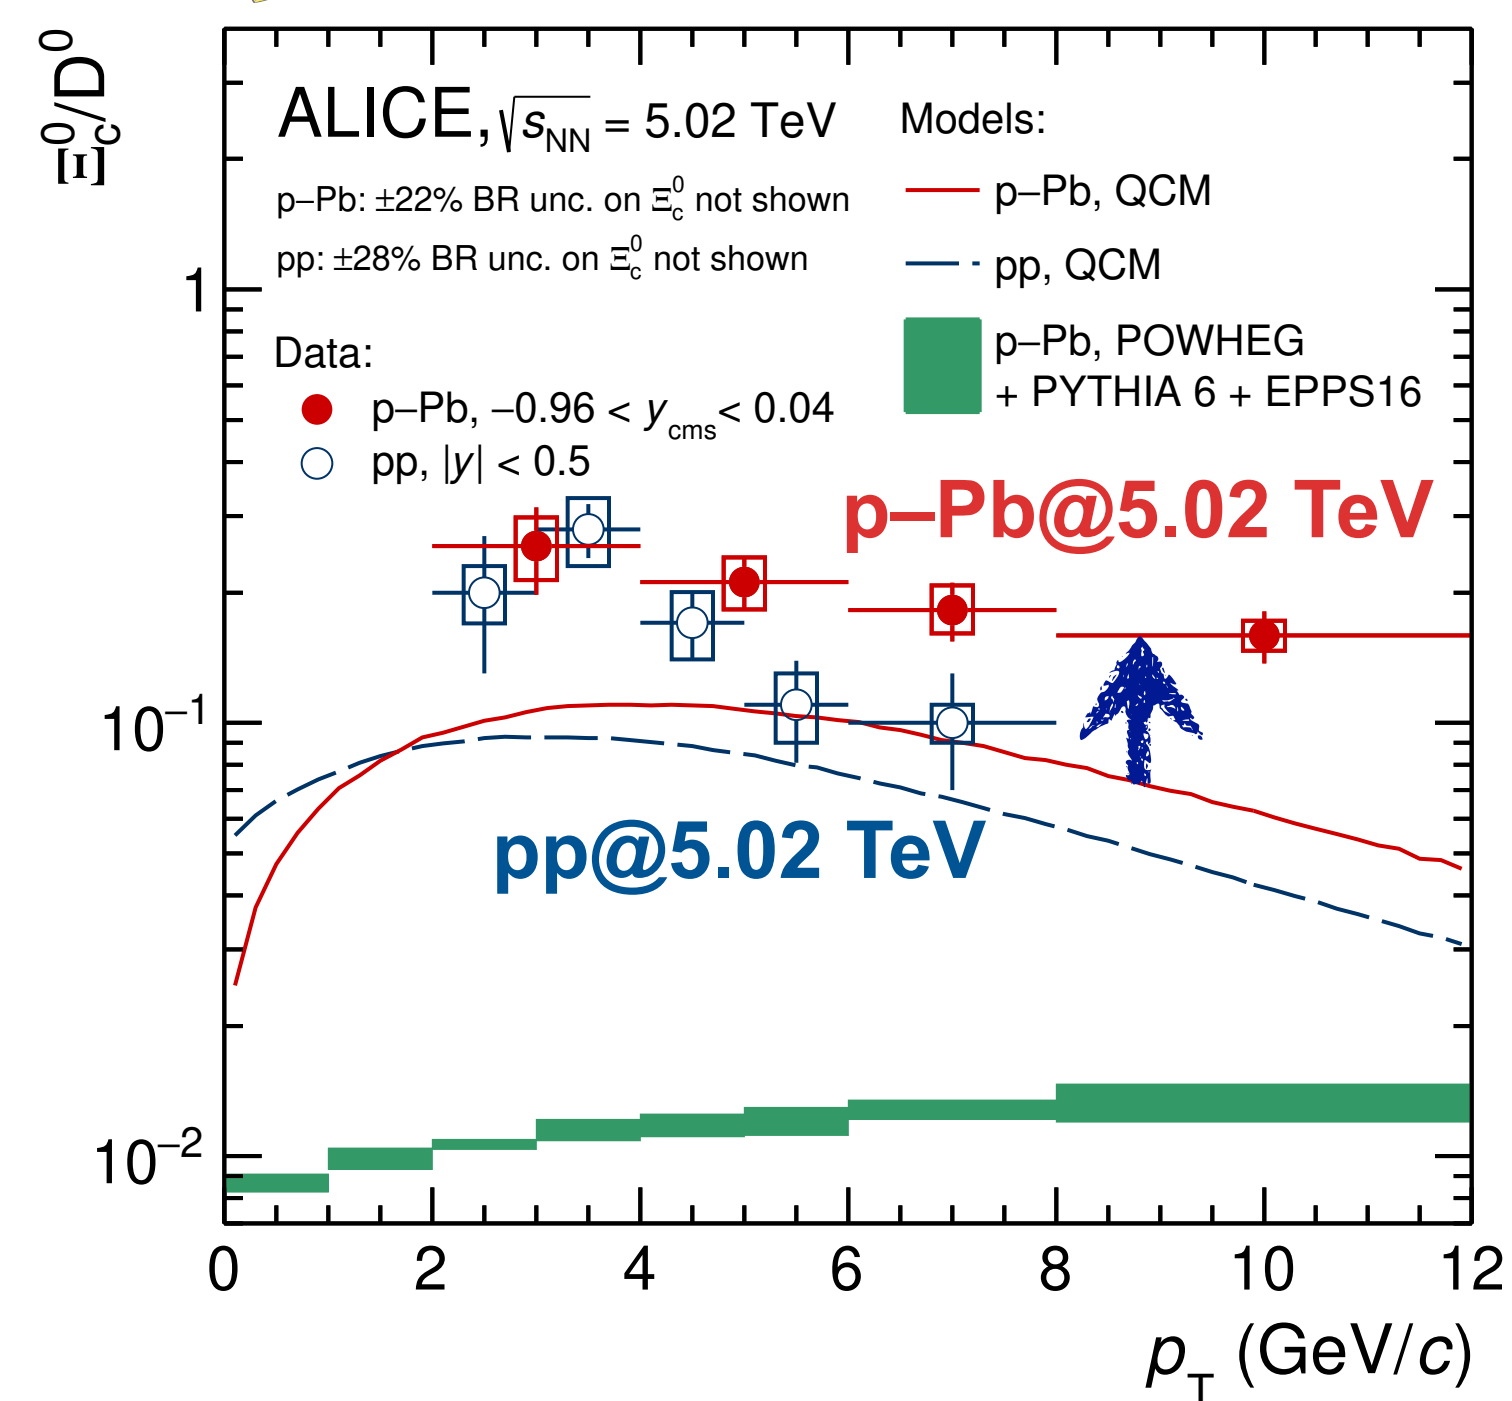 Ξc0/D0
ALICE, √sNN = 5.02 TeV
p–Pb: ±22% BR unc. on Ξc0 not shown
pp: ±28% BR unc. on Ξc0 not shown
Models:
p–Pb, QCM
pp, QCM
p–Pb, POWHEG
+ PYTHIA 6 + EPPS16
Data:
p–Pb, –0.96 < ycms < 0.04
pp, |y| < 0.5
p–Pb@5.02 TeV
pp@5.02 TeV
1
10−1
10−2
0 2 4 6 8 10 12
pT (GeV/c)